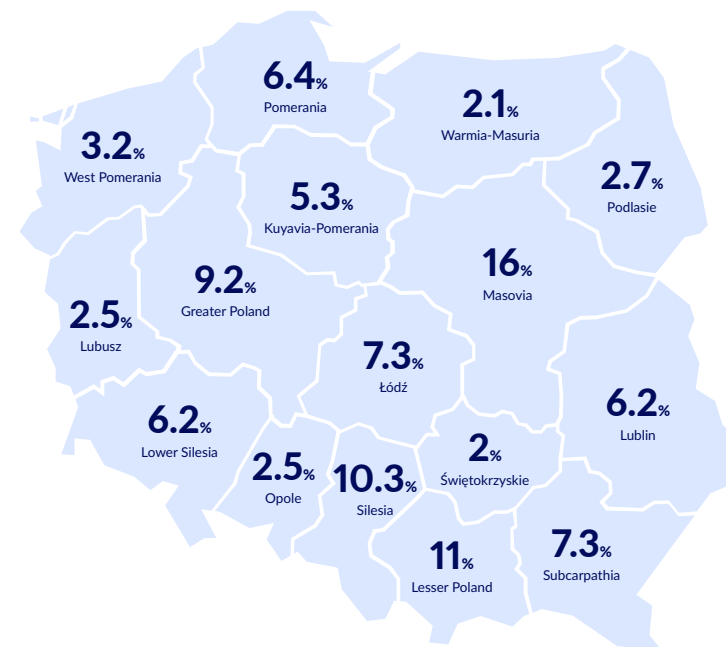 6.4%
Pomerania
2.1%
Warmia-Masuria
3.2%
West Pomerania
2.7%
Podlasie
5.3%
Kuyavia-Pomerania
16%
Masovia
9.2%
Greater Poland
2.5%
Lubusz
7.3%
Łódź
6.2%
Lower Silesia
6.2%
Lublin
2.5%
Opole
10.3%
Silesia
2%
Świętokrzyskie
11%
Lesser Poland
7.3%
Subcarpathia